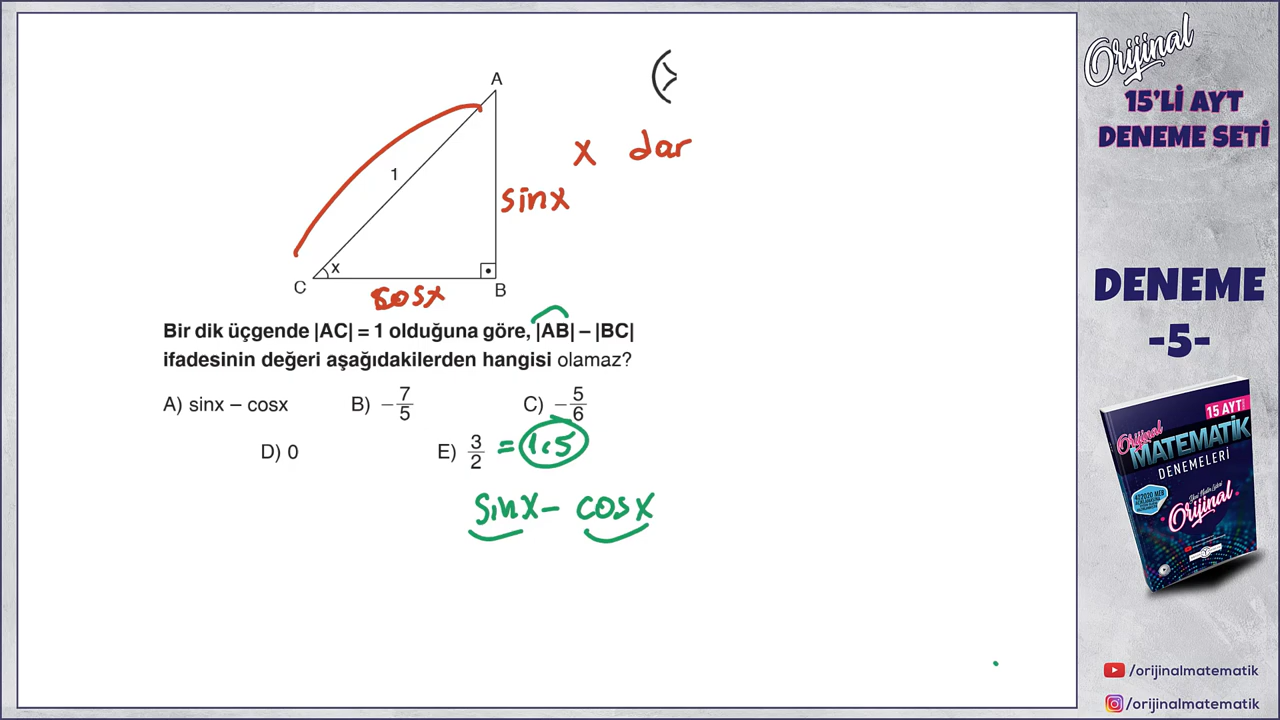 A
1
x
C
B
x dar
sinx
cosx
Bir dik üçgende |AC| = 1 olduğuna göre, |AB| – |BC|
ifadesinin değeri aşağıdakilerden hangisi olamaz?
A) sinx – cosx B) –7/5 C) –5/6
D) 0 E) 3/2 = 1,5
sinx – cosx
Orijinal
15'Lİ AYT
DENEME SETİ
DENEME
-5-
15 AYT
Orijinal
MATEMATİK
DENEMELERİ
Orijinal
/orijinalmatematik
/orijinalmatematik